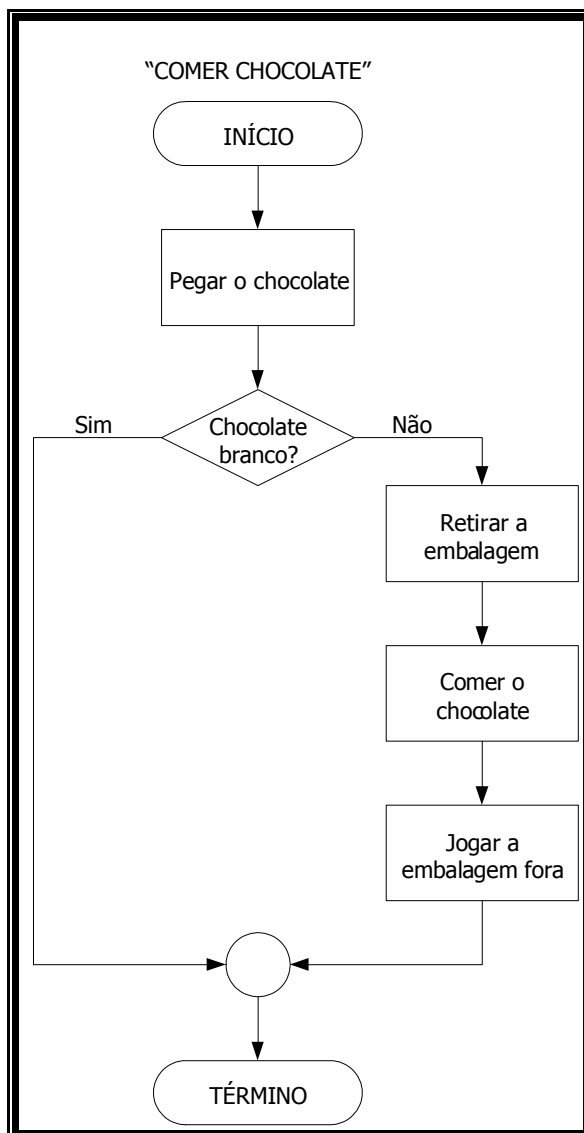 “COMER CHOCOLATE”
INÍCIO
Pegar o chocolate
Sim
Chocolate
branco?
Não
Retirar a
embalagem
Comer o
chocolate
Jogar a
embalagem fora
TÉRMINO